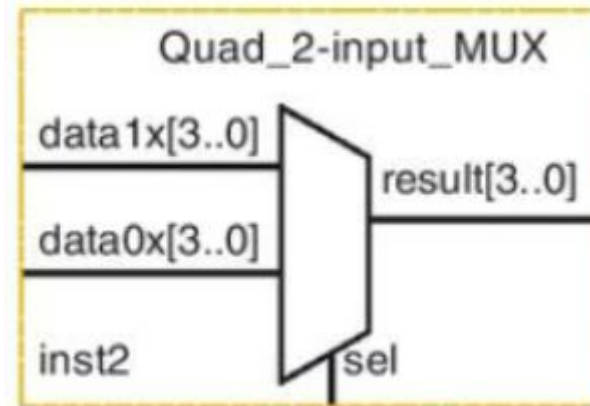 Quad_2-input_MUX
data1x[3..0]
result[3..0]
data0x[3..0]
inst2
sel